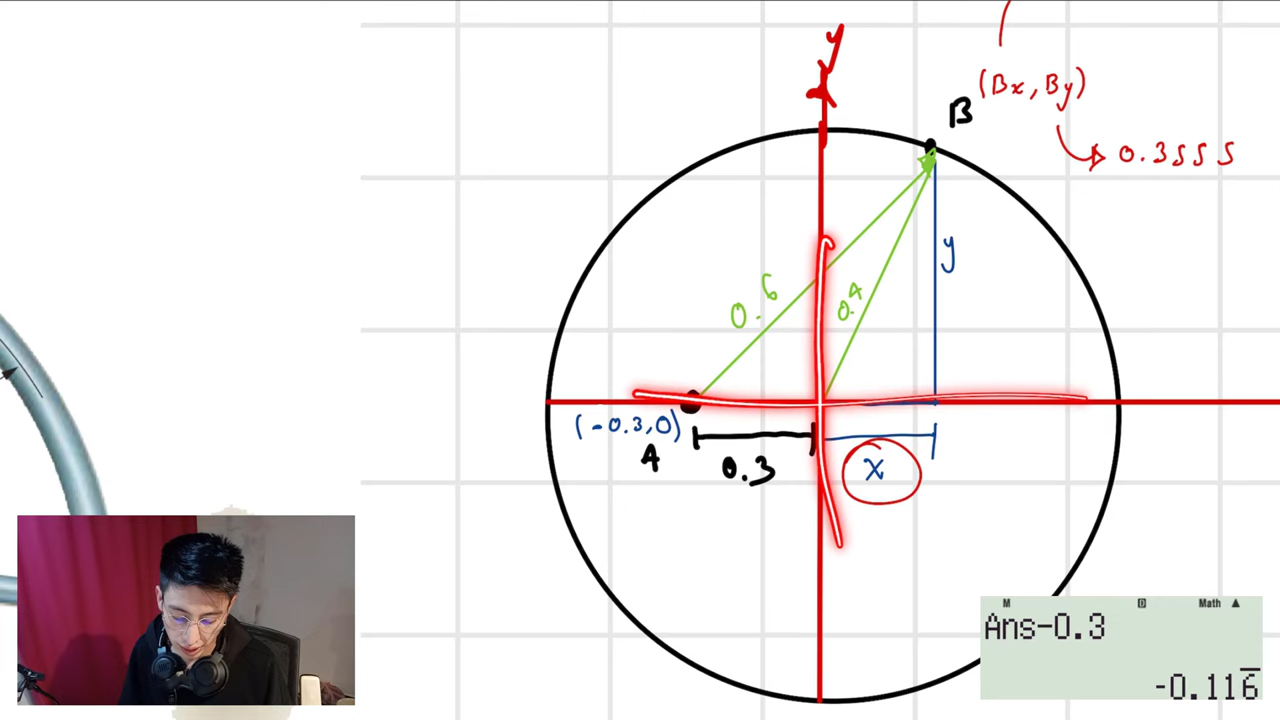 y
B (Bx, By)
0.3555
y
0.6
0.4
(-0.3,0)
A
0.3
x
M D Math ▲
Ans-0.3
-0.116̅